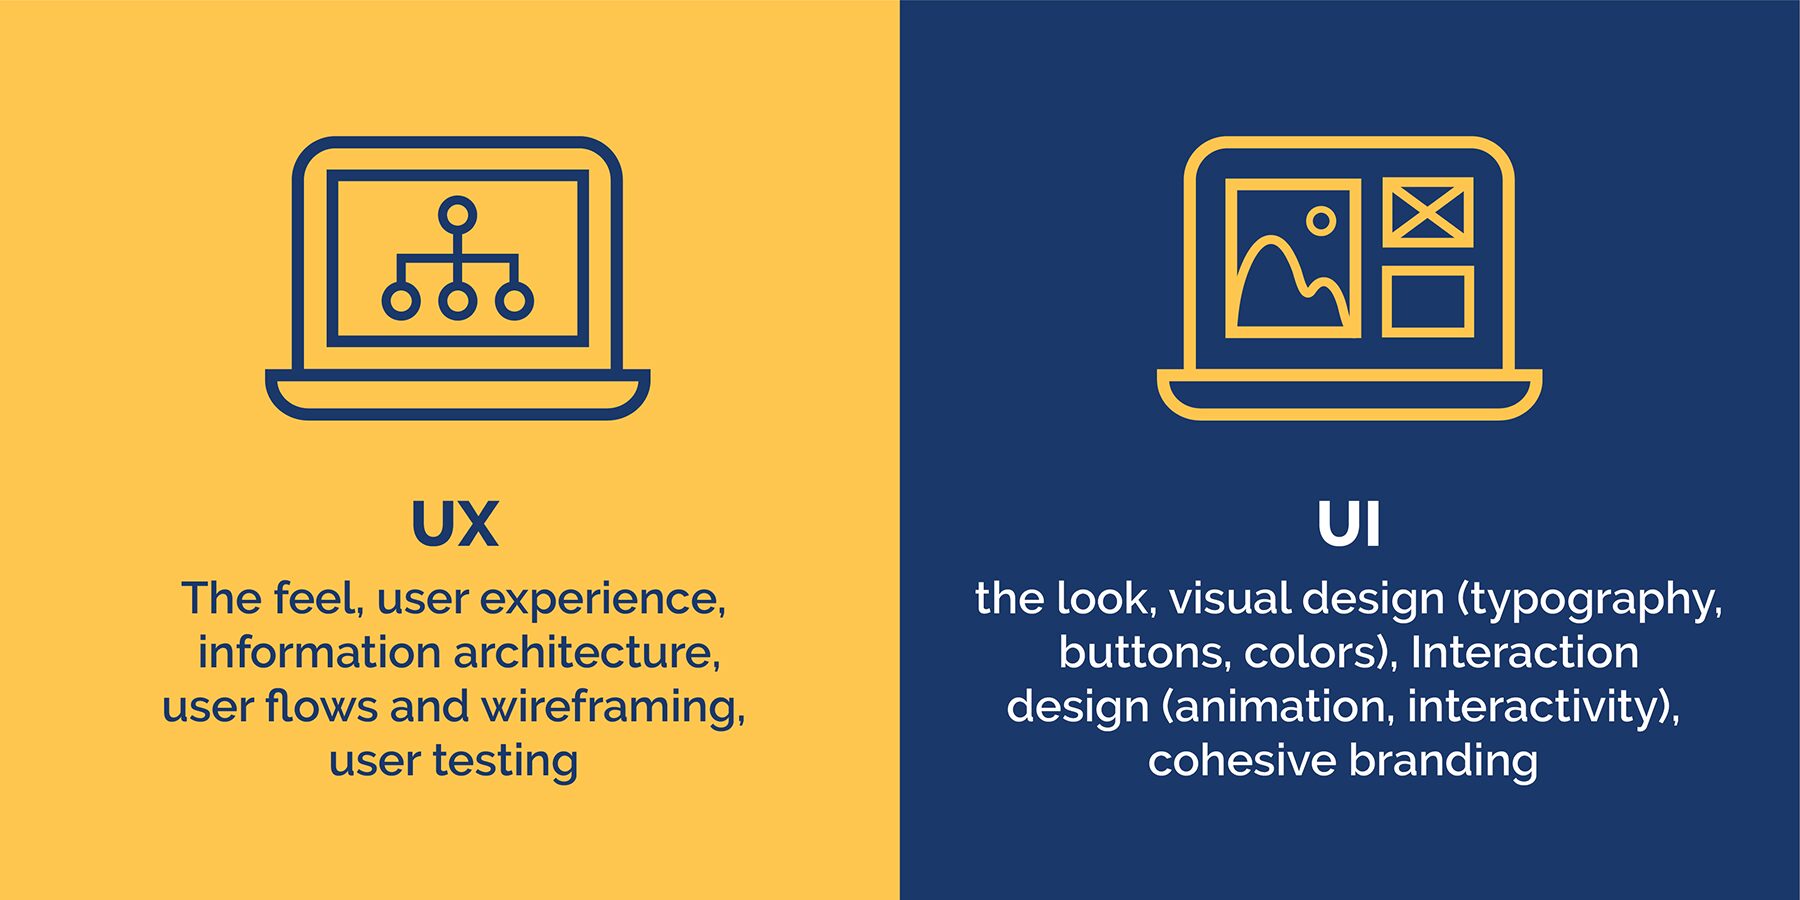 UX
The feel, user experience,
information architecture,
user flows and wireframing,
user testing
UI
the look, visual design (typography,
buttons, colors), Interaction
design (animation, interactivity),
cohesive branding